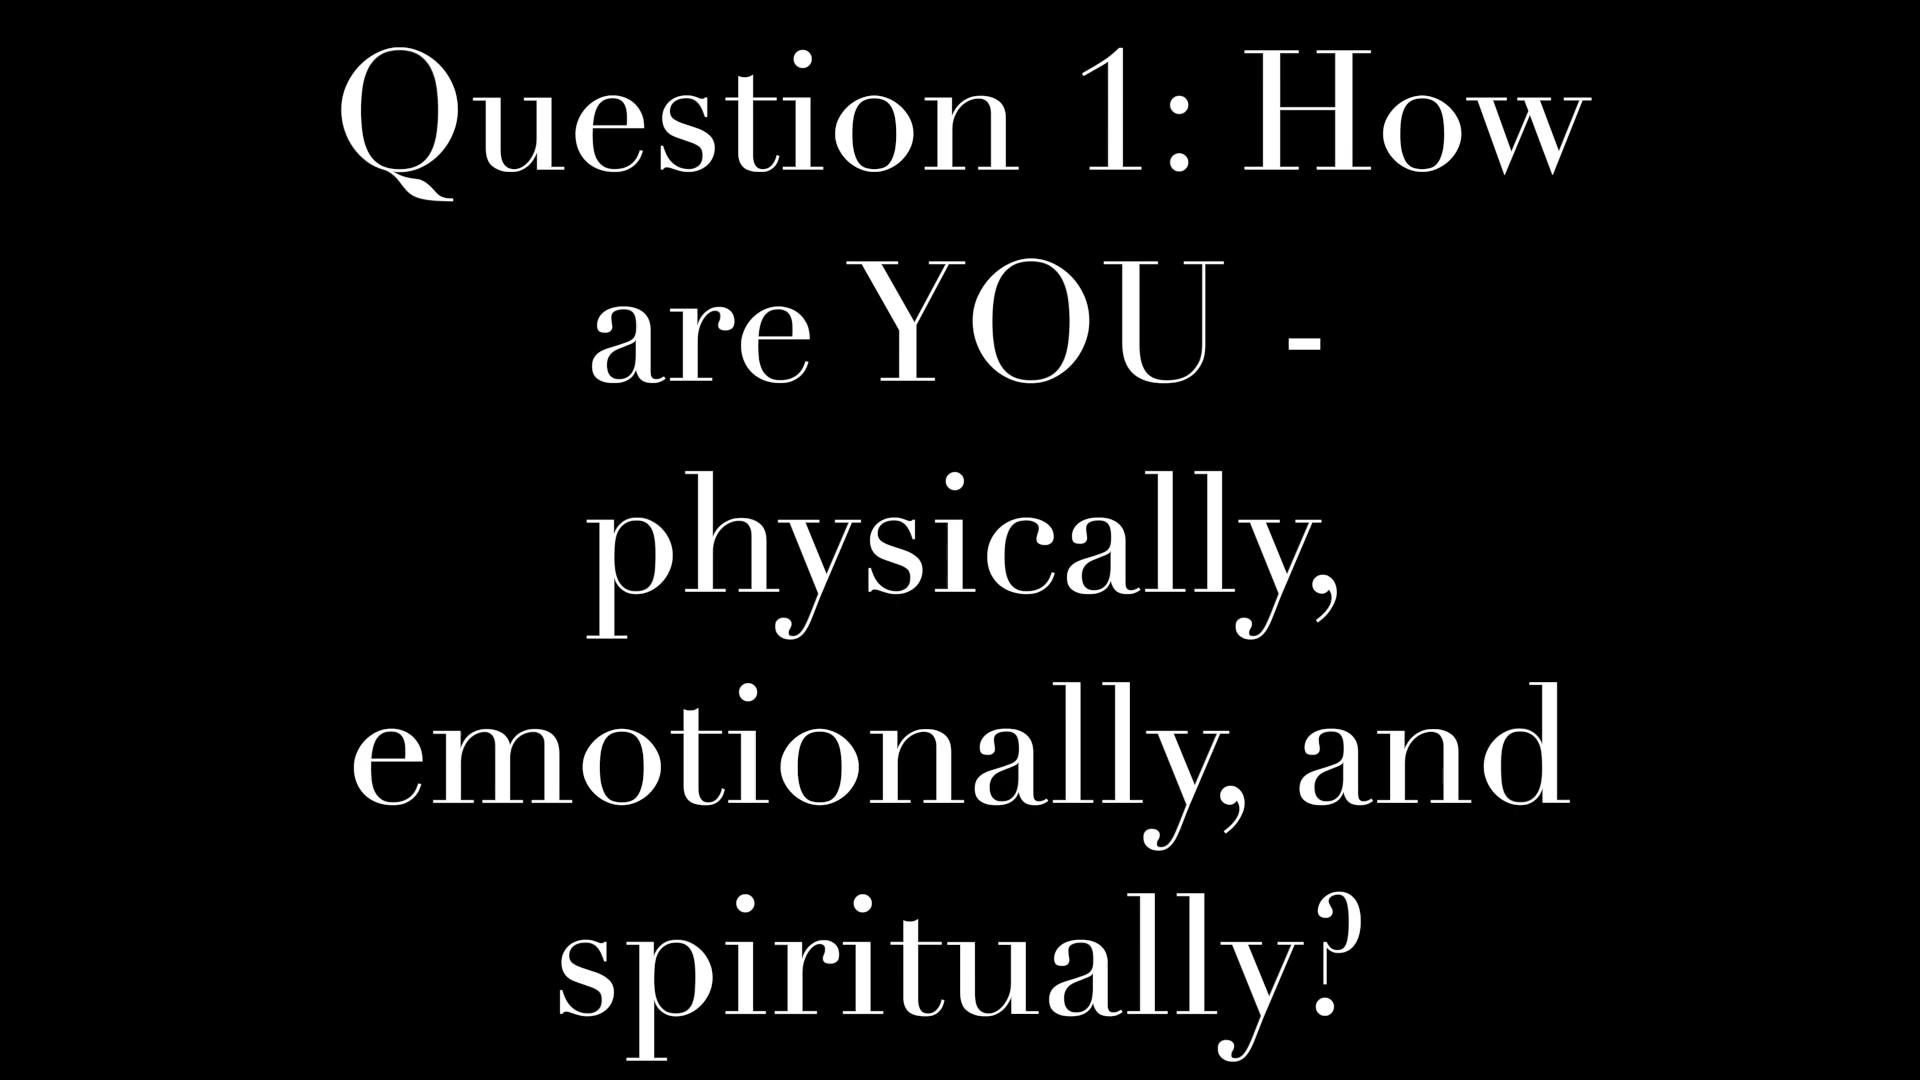 Question 1: How
are YOU -
physically,
emotionally, and
spiritually?